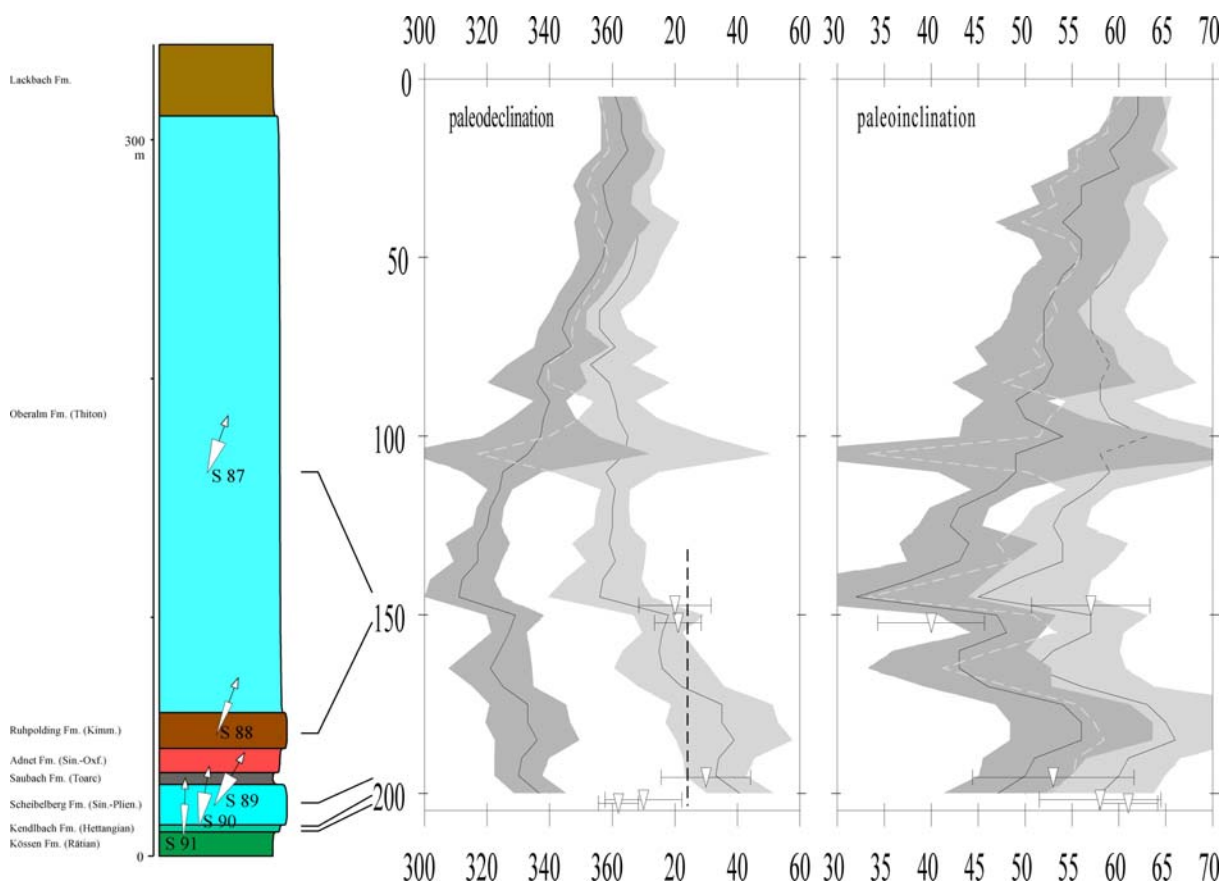 Lackbach Fm.
300
m
Oberalm Fm. (Thiton)
S 87
Ruhpolding Fm. (Kimm.)
S 88
Adnet Fm. (Sin.-Oxf.)
Saubach Fm. (Toarc)
Scheibelberg Fm. (Sin.-Plien.)
S 89
S 90
Kendlbach Fm. (Hettangian)
Kössen Fm. (Rätian)
S 91
0
300 320 340 360 20 40 60
0
50
100
150
200
paleodeclination
300 320 340 360 20 40 60
30 35 40 45 50 55 60 65 70
paleoinclination
30 35 40 45 50 55 60 65 70